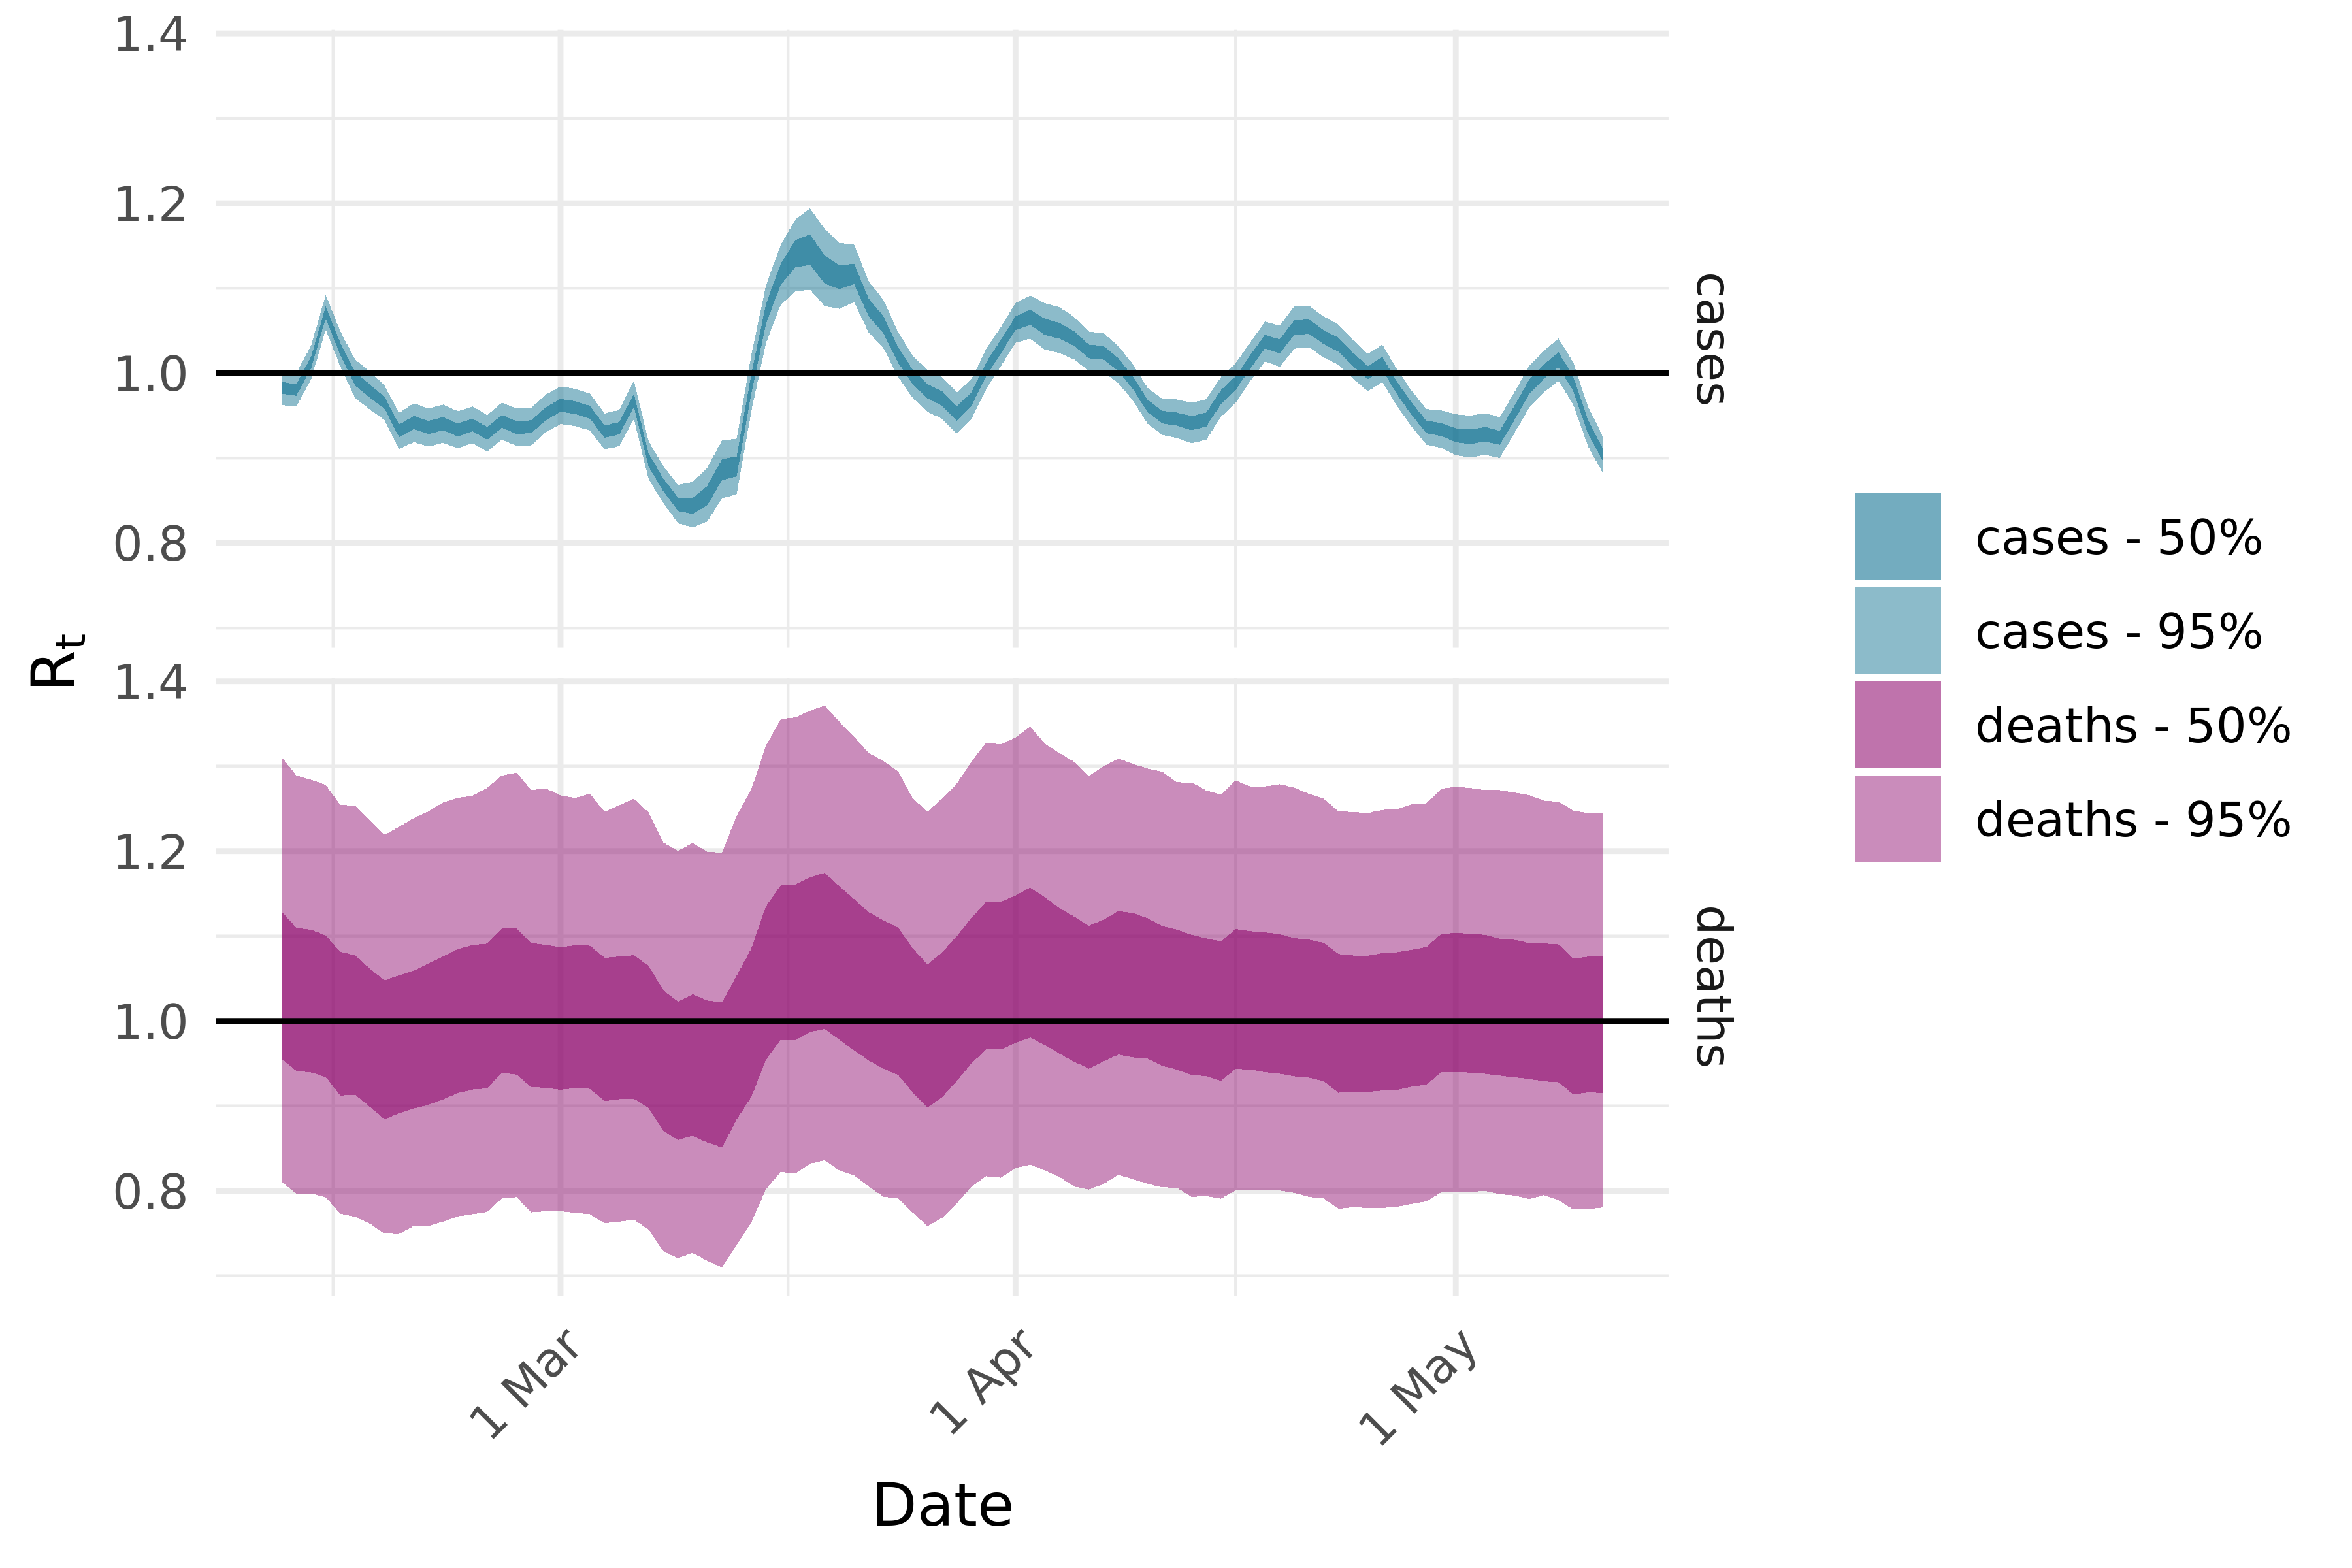 1.4
1.2
1.0
0.8
cases
1.4
1.2
1.0
0.8
deaths
Rt
1 Mar
1 Apr
1 May
Date
cases - 50%
cases - 95%
deaths - 50%
deaths - 95%